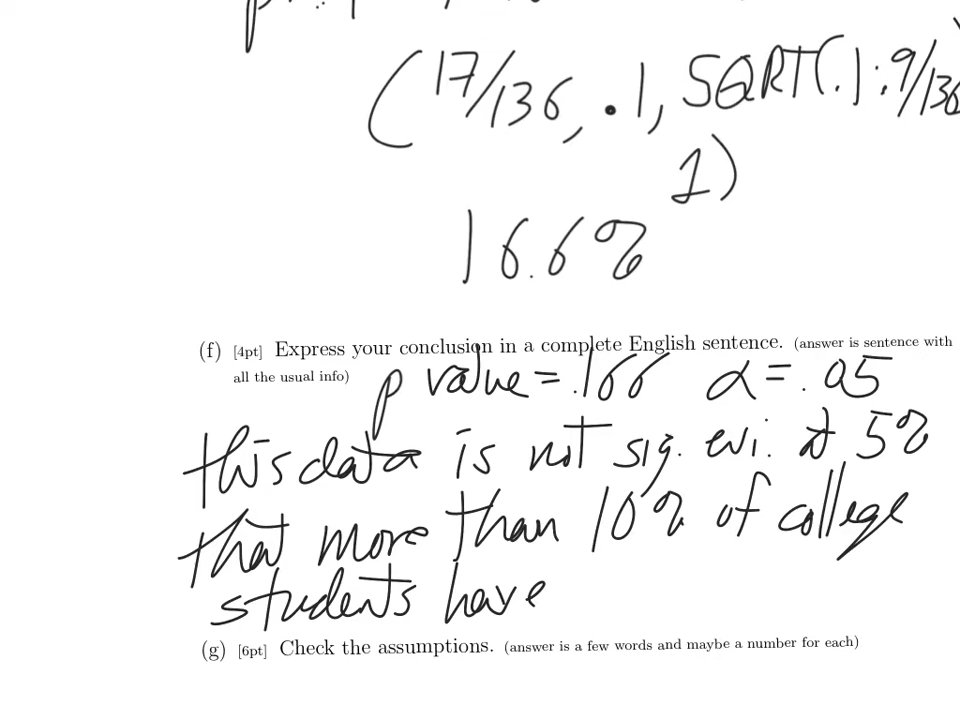 (17/136, .1, SQRT(.1*.9/136
1)
16.6%
(f) [4pt] Express your conclusion in a complete English sentence. (answer is sentence with
all the usual info)
p value = .166 α = .05
this data is not sig. evi. at 5%
that more than 10% of college
students have
(g) [6pt] Check the assumptions. (answer is a few words and maybe a number for each)